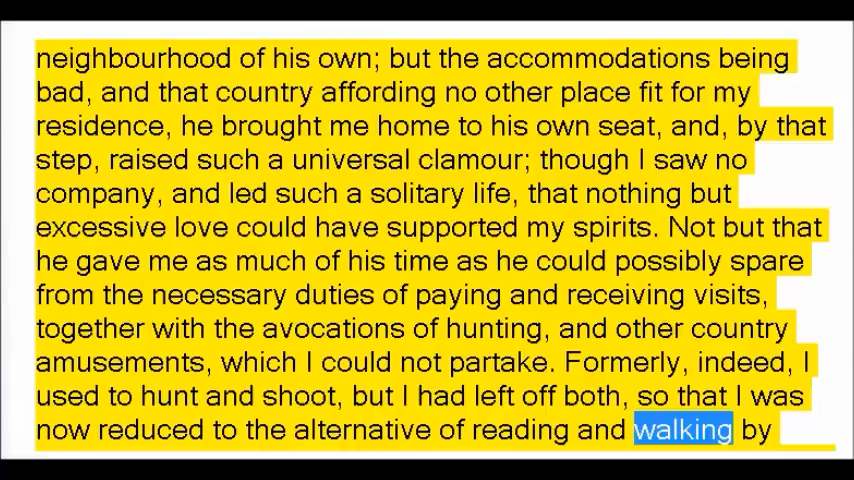 neighbourhood of his own; but the accommodations being
bad, and that country affording no other place fit for my
residence, he brought me home to his own seat, and, by that
step, raised such a universal clamour; though I saw no
company, and led such a solitary life, that nothing but
excessive love could have supported my spirits. Not but that
he gave me as much of his time as he could possibly spare
from the necessary duties of paying and receiving visits,
together with the avocations of hunting, and other country
amusements, which I could not partake. Formerly, indeed, I
used to hunt and shoot, but I had left off both, so that I was
now reduced to the alternative of reading and walking by